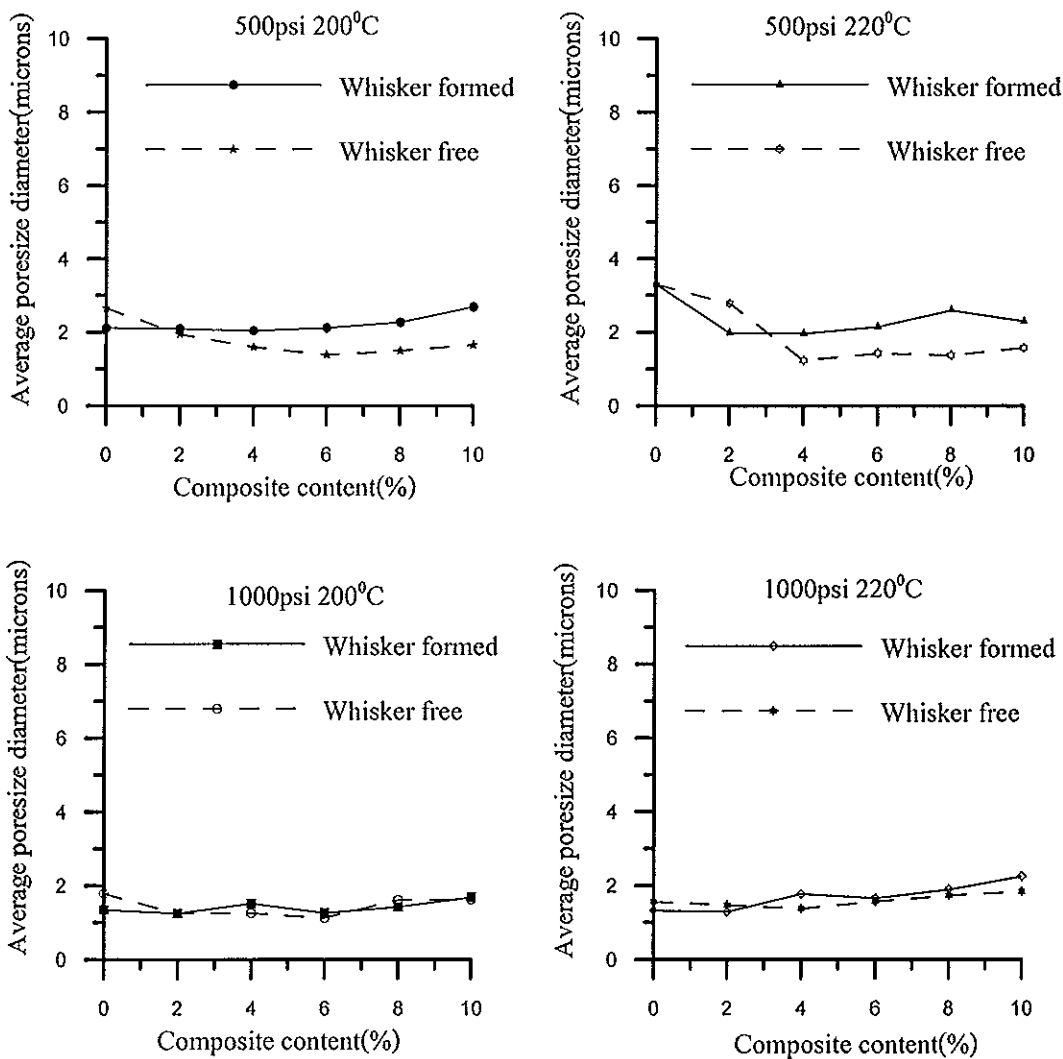 500psi 200⁰C
Average poresize diameter(microns)
10
8
6
4
2
0
Whisker formed
Whisker free
0 2 4 6 8 10
Composite content(%)
500psi 220⁰C
Average poresize diameter(microns)
10
8
6
4
2
0
Whisker formed
Whisker free
0 2 4 6 8 10
Composite content(%)
1000psi 200⁰C
Average poresize diameter(microns)
10
8
6
4
2
0
Whisker formed
Whisker free
0 2 4 6 8 10
Composite content(%)
1000psi 220⁰C
Average poresize diameter(microns)
10
8
6
4
2
0
Whisker formed
Whisker free
0 2 4 6 8 10
Composite content(%)